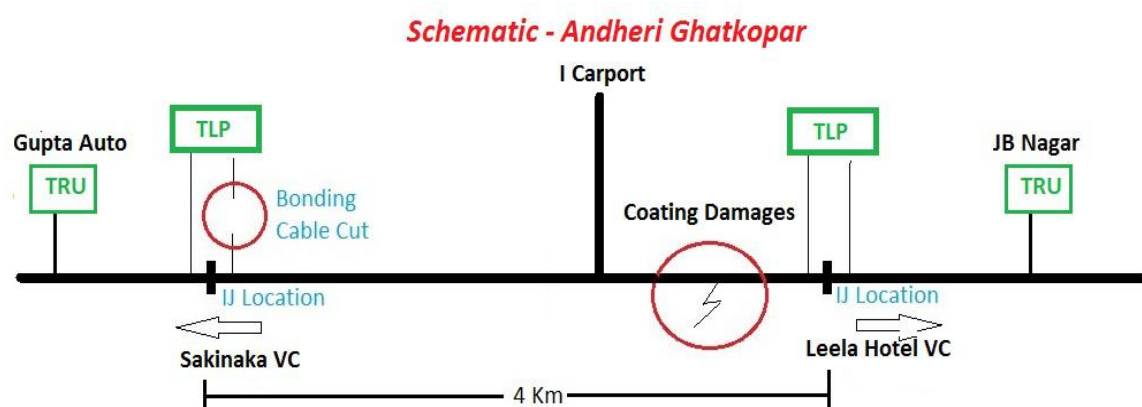 Schematic - Andheri Ghatkopar
I Carport
TLP
TLP
Gupta Auto
JB Nagar
TRU
TRU
Bonding
Cable Cut
Coating Damages
IJ Location
IJ Location
Sakinaka VC
Leela Hotel VC
4 Km